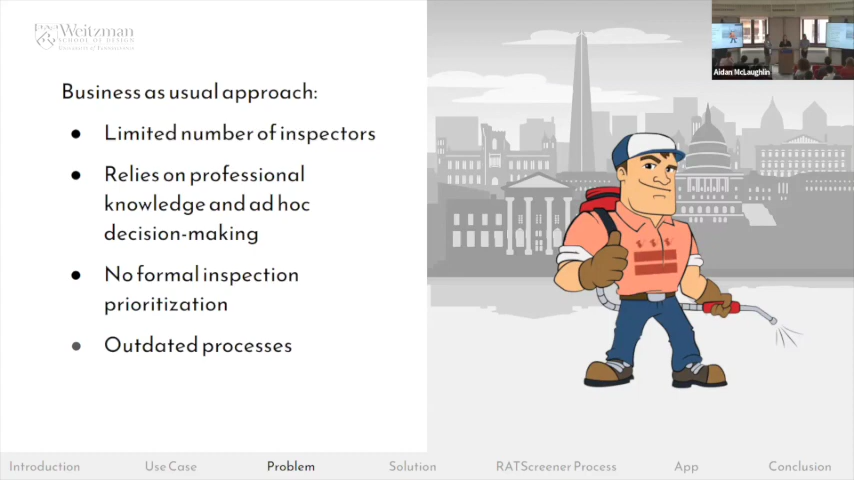 Weitzman
SCHOOL OF DESIGN
UNIVERSITY OF PENNSYLVANIA
Business as usual approach:
Limited number of inspectors
Relies on professional
knowledge and ad hoc
decision-making
No formal inspection
prioritization
Outdated processes
Aidan McLaughlin
Introduction
Use Case
Problem
Solution
RATScreener Process
App
Conclusion